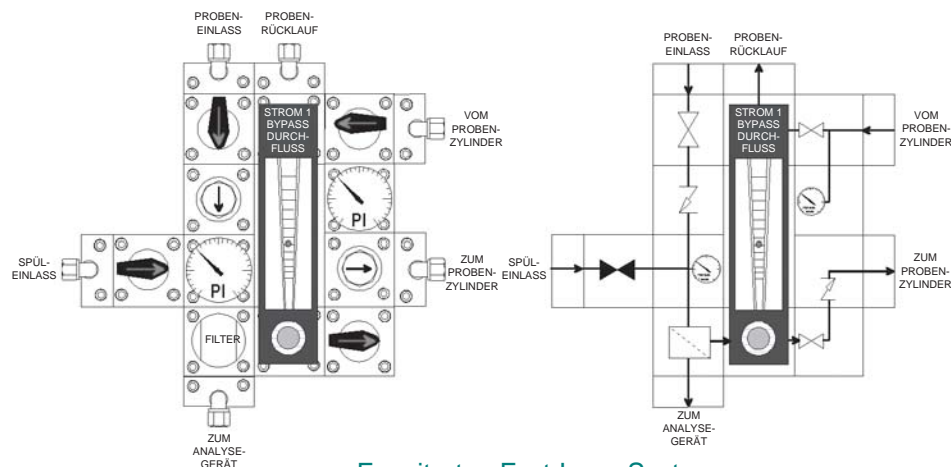 PROBEN-
EINLASS
PROBEN-
RÜCKLAUF
STROM 1
BYPASS
DURCH-
FLUSS
VOM
PROBEN-
ZYLINDER
PI
SPÜL-
EINLASS
PI
ZUM
PROBEN-
ZYLINDER
FILTER
ZUM
ANALYSE-
GERÄT
PROBEN-
EINLASS
PROBEN-
RÜCKLAUF
STROM 1
BYPASS
DURCH-
FLUSS
VOM
PROBEN-
ZYLINDER
SPÜL-
EINLASS
ZUM
PROBEN-
ZYLINDER
ZUM
ANALYSE-
GERÄT